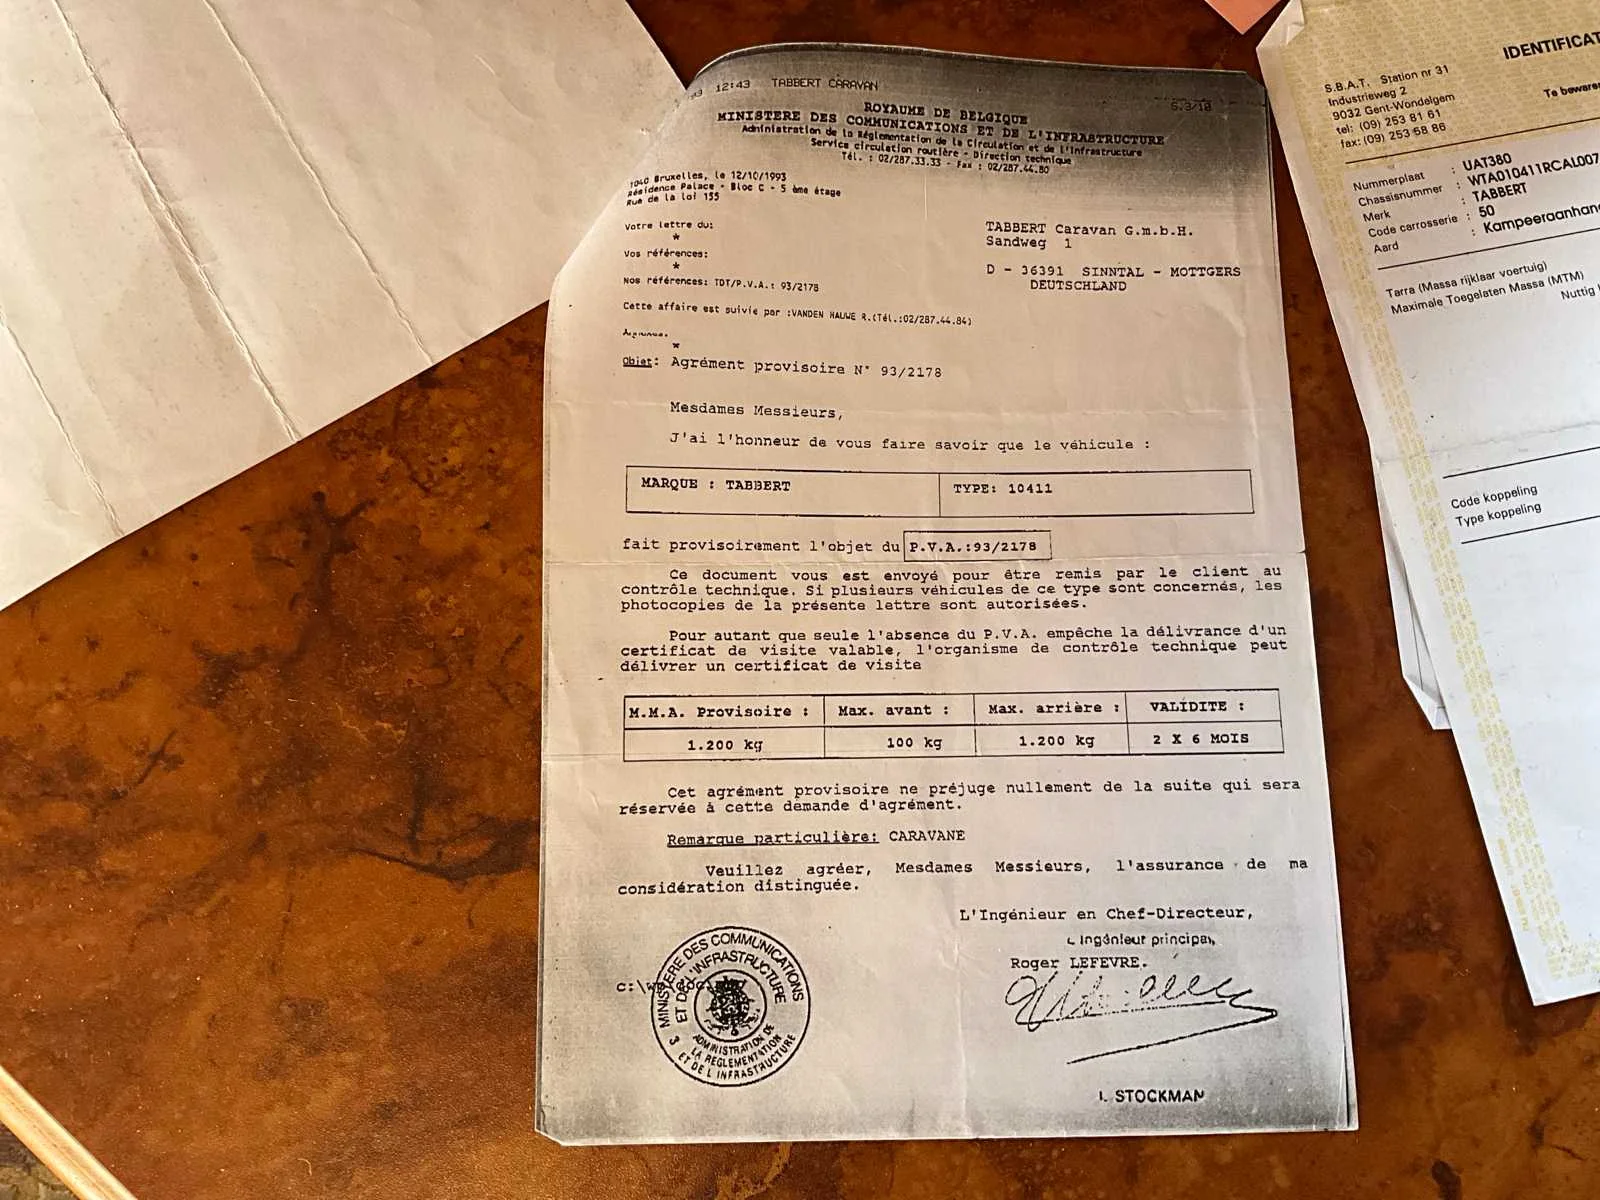 12:43 TABBERT CARAVAN
S.3/10
ROYAUME DE BELGIQUE
MINISTERE DES COMMUNICATIONS ET DE L'INFRASTRUCTURE
Administration de la Réglementation de la Circulation et de l'Infrastructure
Service circulation routière - Direction technique
Tél. : 02/287.33.33 - Fax : 02/287.44.80
1040 Bruxelles, le 12/10/1993
Résidence Palace - Bloc C - 5 ème étage
Rue de la Loi 155
Votre lettre du:
*
Vos références:
*
Nos références: TDT/P.V.A.: 93/2178
TABBERT Caravan G.m.b.H.
Sandweg 1
D - 36391 SINNTAL - MOTTGERS
DEUTSCHLAND
Cette affaire est suivie par :VANDEN HAUWE R.(Tél.:02/287.44.84)
*
Objet: Agrément provisoire N° 93/2178
Mesdames Messieurs,
J'ai l'honneur de vous faire savoir que le véhicule :
MARQUE : TABBERT TYPE: 10411
fait provisoirement l'objet du P.V.A.:93/2178
Ce document vous est envoyé pour être remis par le client au
contrôle technique. Si plusieurs véhicules de ce type sont concernés, les
photocopies de la présente lettre sont autorisées.
Pour autant que seule l'absence du P.V.A. empêche la délivrance d'un
certificat de visite valable, l'organisme de contrôle technique peut
délivrer un certificat de visite
M.M.A. Provisoire : Max. avant : Max. arrière : VALIDITE :
1.200 kg 100 kg 1.200 kg 2 X 6 MOIS
Cet agrément provisoire ne préjuge nullement de la suite qui sera
réservée à cette demande d'agrément.
Remarque particulière: CARAVANE
Veuillez agréer, Mesdames Messieurs, l'assurance de ma
considération distinguée.
L'Ingénieur en Chef-Directeur,
L Ingénieur principal,
Roger LEFEVRE.
c:\
MINISTERE DES COMMUNICATIONS
ET DE L'INFRASTRUCTURE
ADMINISTRATION DE
LA REGLEMENTATION
ET DE L'INFRASTRUCTURE
3
I. STOCKMAN
IDENTIFICAT
S.B.A.T. Station nr 31
Industrieweg 2
9032 Gent-Wondelgem
tel: (09) 253 81 61
fax: (09) 253 58 86
Te beware
Nummerplaat : UAT380
Chassisnummer : WTA010411RCAL007
Merk : TABBERT
Code carrosserie : 50
Aard : Kampeeraanhan
Tarra (Massa rijklaar voertuig)
Maximale Toegelaten Massa (MTM)
Nuttig
Code koppeling
Type koppeling